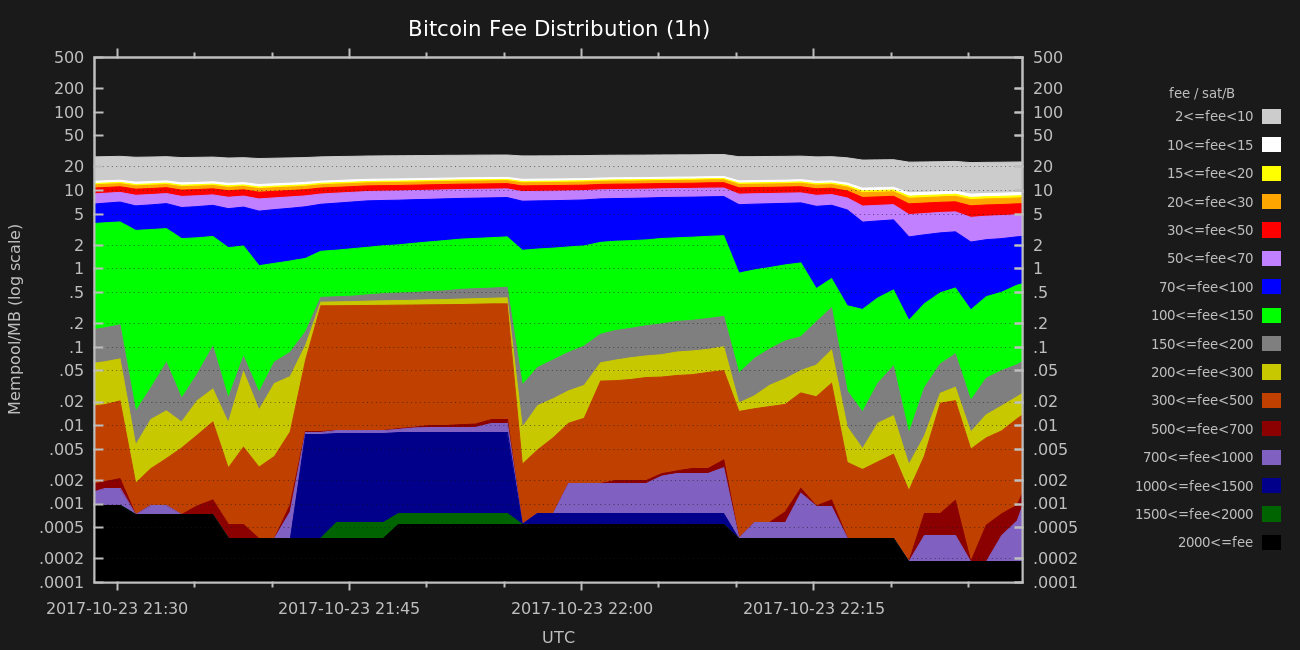 Bitcoin Fee Distribution (1h)
500
200
100
50
20
10
5
2
1
.5
.2
.1
.05
.02
.01
.005
.002
.001
.0005
.0002
.0001
Mempool/MB (log scale)
500
200
100
50
20
10
5
2
1
.5
.2
.1
.05
.02
.01
.005
.002
.001
.0005
.0002
.0001
2017-10-23 21:30
2017-10-23 21:45
2017-10-23 22:00
2017-10-23 22:15
UTC
fee / sat/B
2<=fee<10
10<=fee<15
15<=fee<20
20<=fee<30
30<=fee<50
50<=fee<70
70<=fee<100
100<=fee<150
150<=fee<200
200<=fee<300
300<=fee<500
500<=fee<700
700<=fee<1000
1000<=fee<1500
1500<=fee<2000
2000<=fee